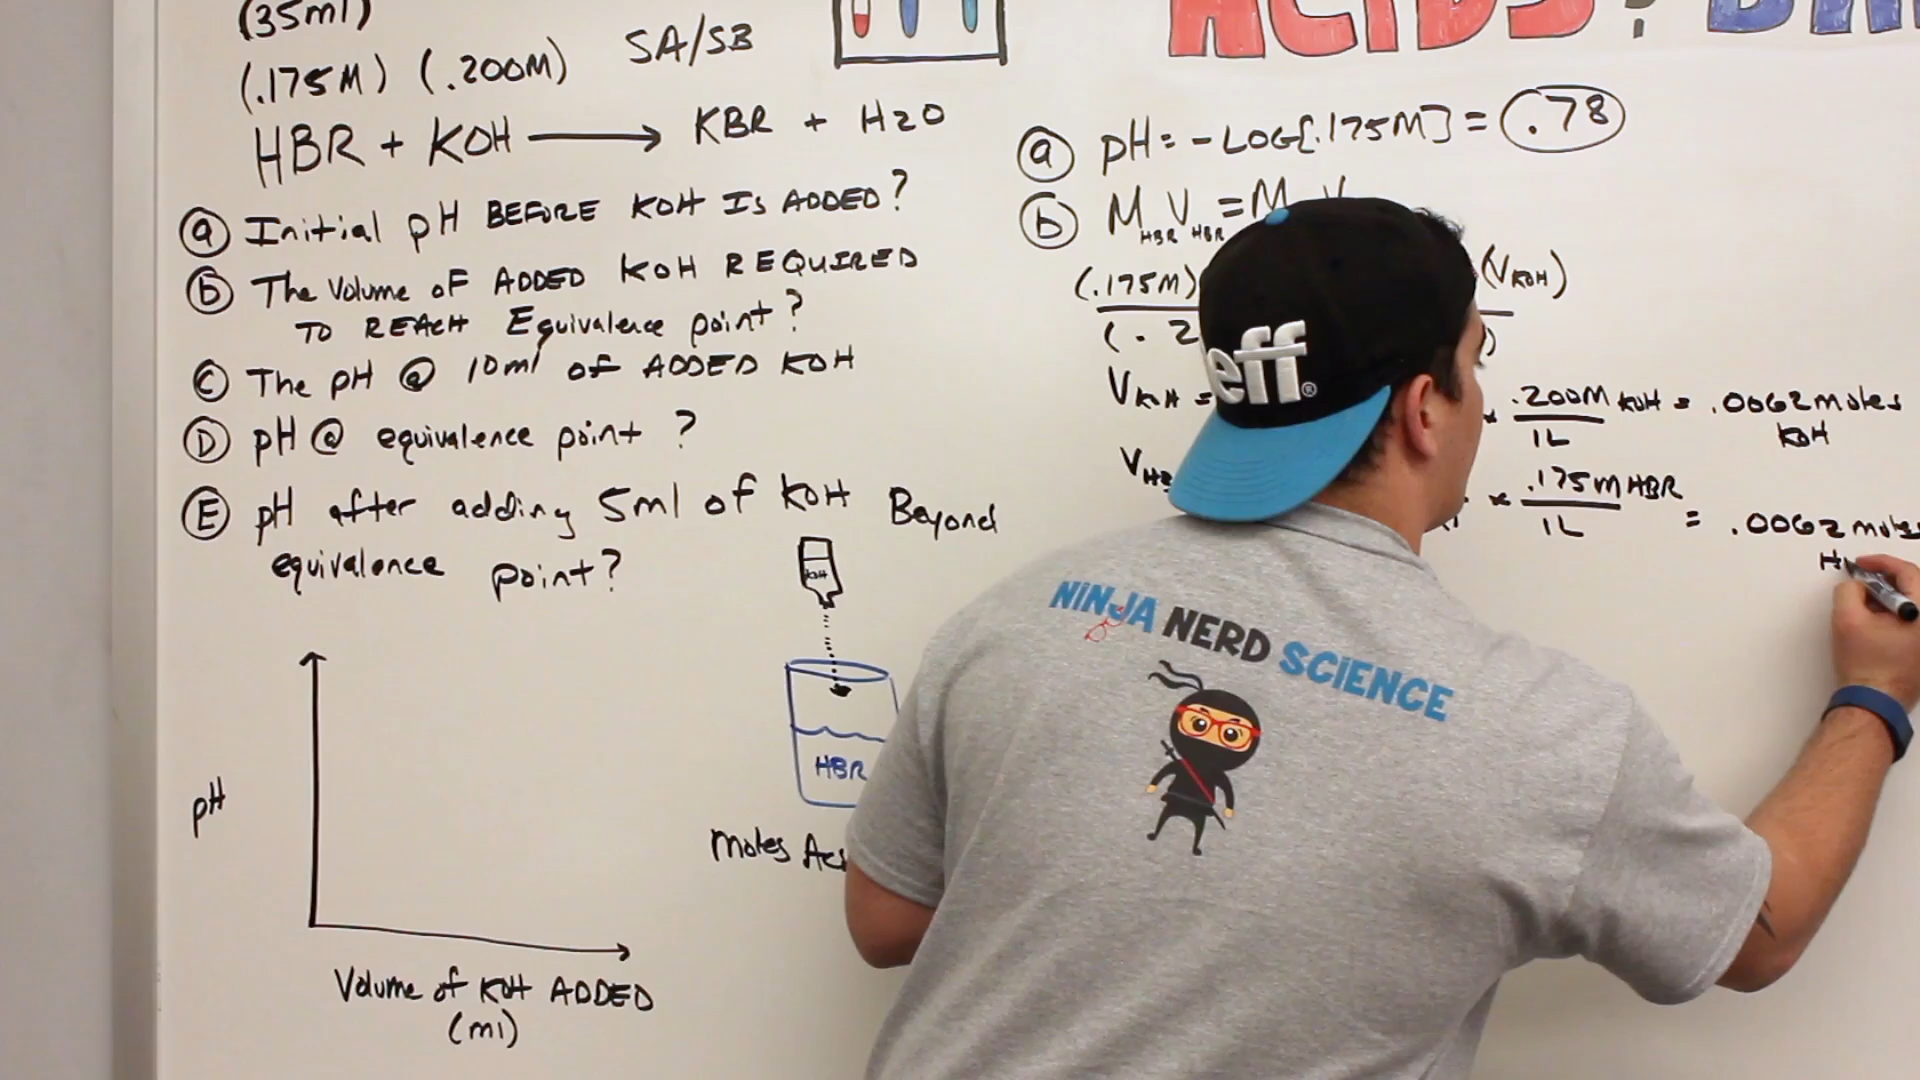 (35ml)
(.175M) (.200M) SA/SB
HBR + KOH → KBR + H2O
ⓐ Initial pH BEFORE KOH IS ADDED?
ⓑ The Volume oF ADDED KOH REQUIRED
TO REACH Equivalence point?
Ⓒ The pH @ 10ml of ADDED KOH
Ⓓ pH @ equivalence point ?
Ⓔ pH after adding 5ml of KOH Beyond
equivalence point?
KOH
HBR
Moles
pH
Volume of KOH ADDED
(ml)
ACIDS
ⓐ pH = -LOG[.175M] = .78
ⓑ M HBR V HBR = M V
(.175M) (V KOH)
(.2 )
V KOH = × .200M KOH = .0062 moles
1L KOH
V × .175M HBR = .0062 moles
1L
eff®
NINJA NERD SCIENCE